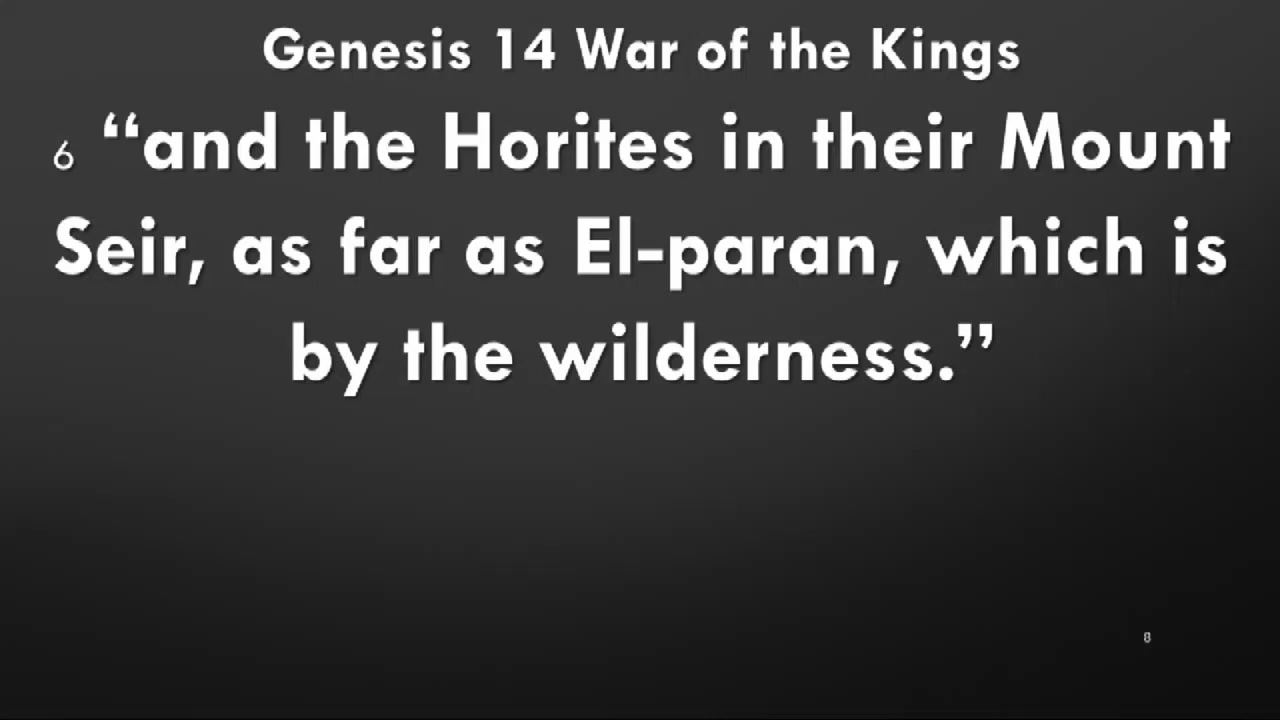 Genesis 14 War of the Kings
6 “and the Horites in their Mount
Seir, as far as El-paran, which is
by the wilderness.”
8